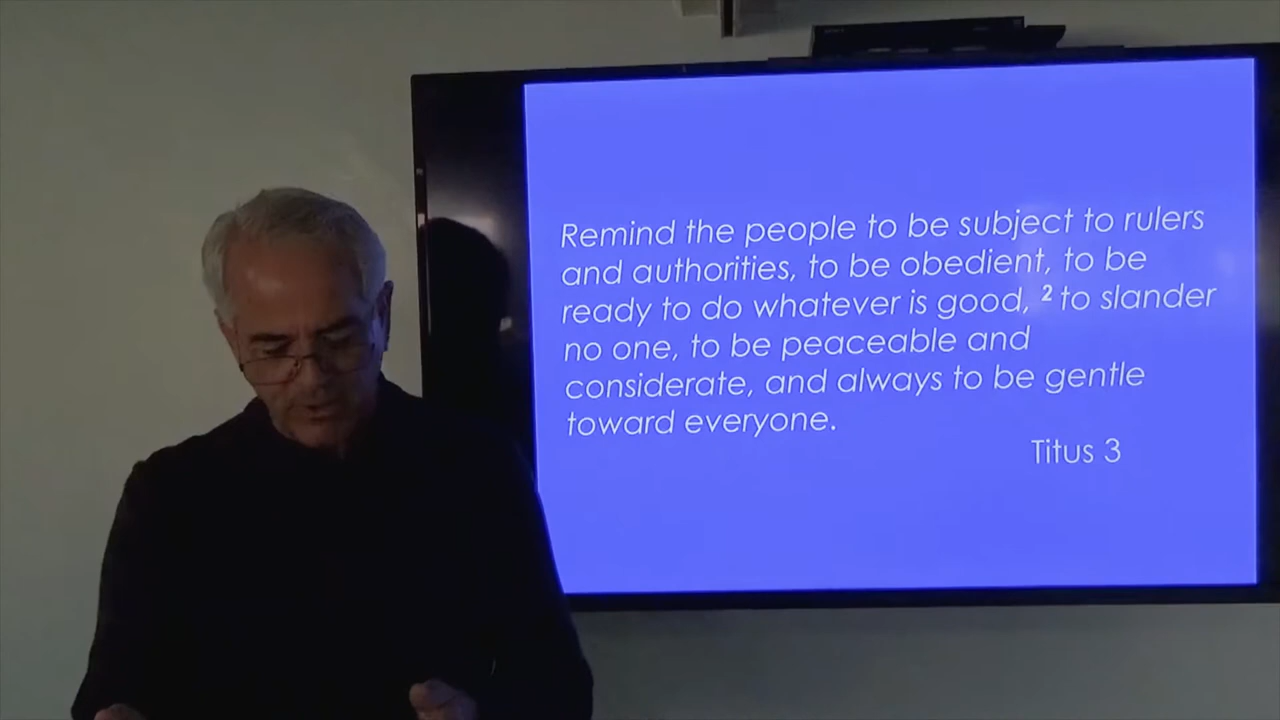 Remind the people to be subject to rulers
and authorities, to be obedient, to be
ready to do whatever is good, ² to slander
no one, to be peaceable and
considerate, and always to be gentle
toward everyone.
Titus 3